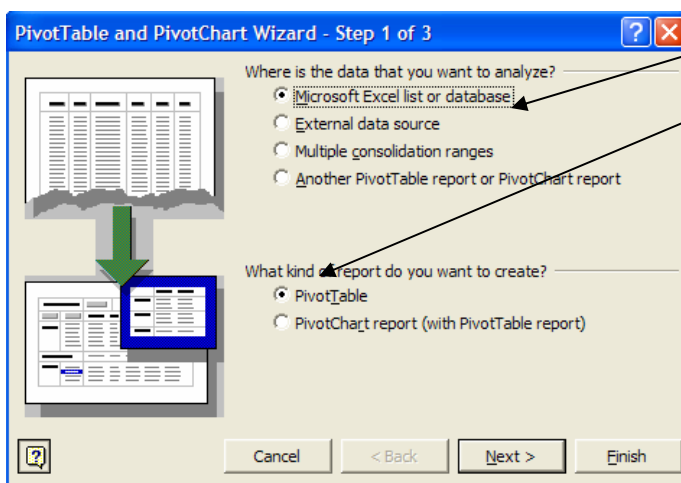 PivotTable and PivotChart Wizard - Step 1 of 3
Where is the data that you want to analyze?
Microsoft Excel list or database
External data source
Multiple consolidation ranges
Another PivotTable report or PivotChart report
What kind of report do you want to create?
PivotTable
PivotChart report (with PivotTable report)
Cancel
< Back
Next >
Finish